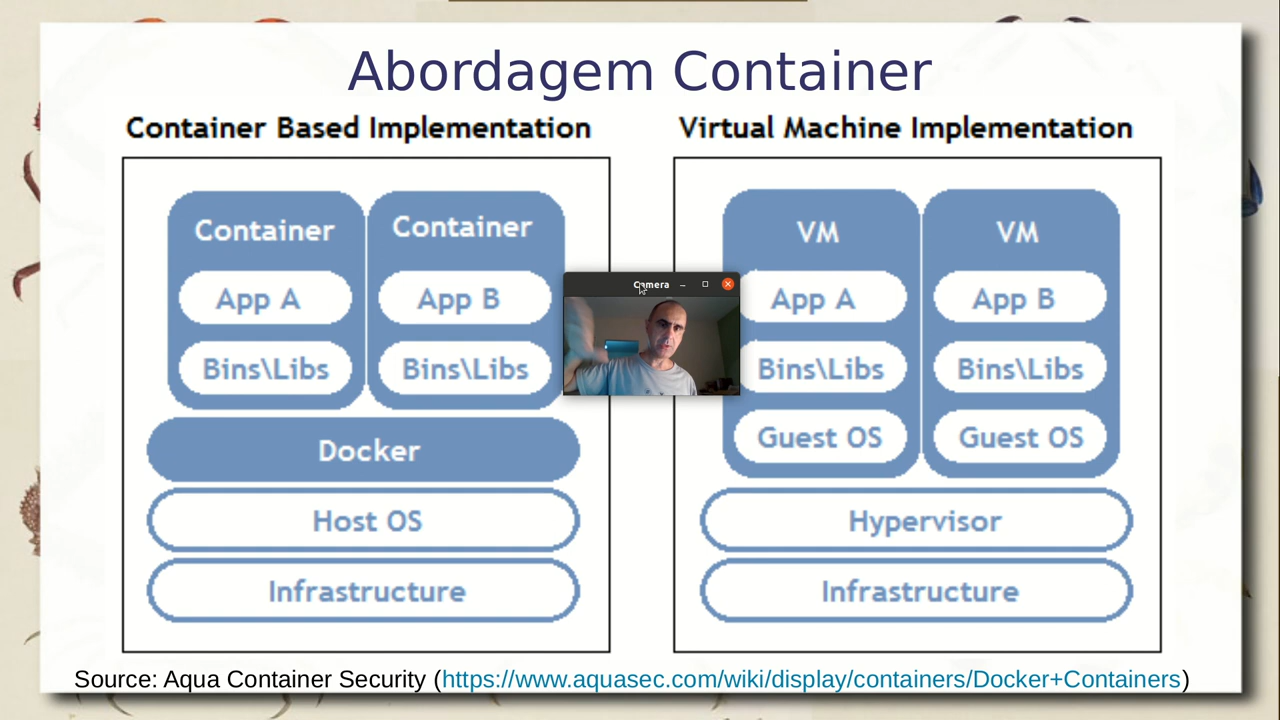 Abordagem Container
Container Based Implementation
Container
Container
App A
App B
Bins\Libs
Bins\Libs
Docker
Host OS
Infrastructure
Camera
Virtual Machine Implementation
VM
VM
App A
App B
Bins\Libs
Bins\Libs
Guest OS
Guest OS
Hypervisor
Infrastructure
Source: Aqua Container Security (https://www.aquasec.com/wiki/display/containers/Docker+Containers)